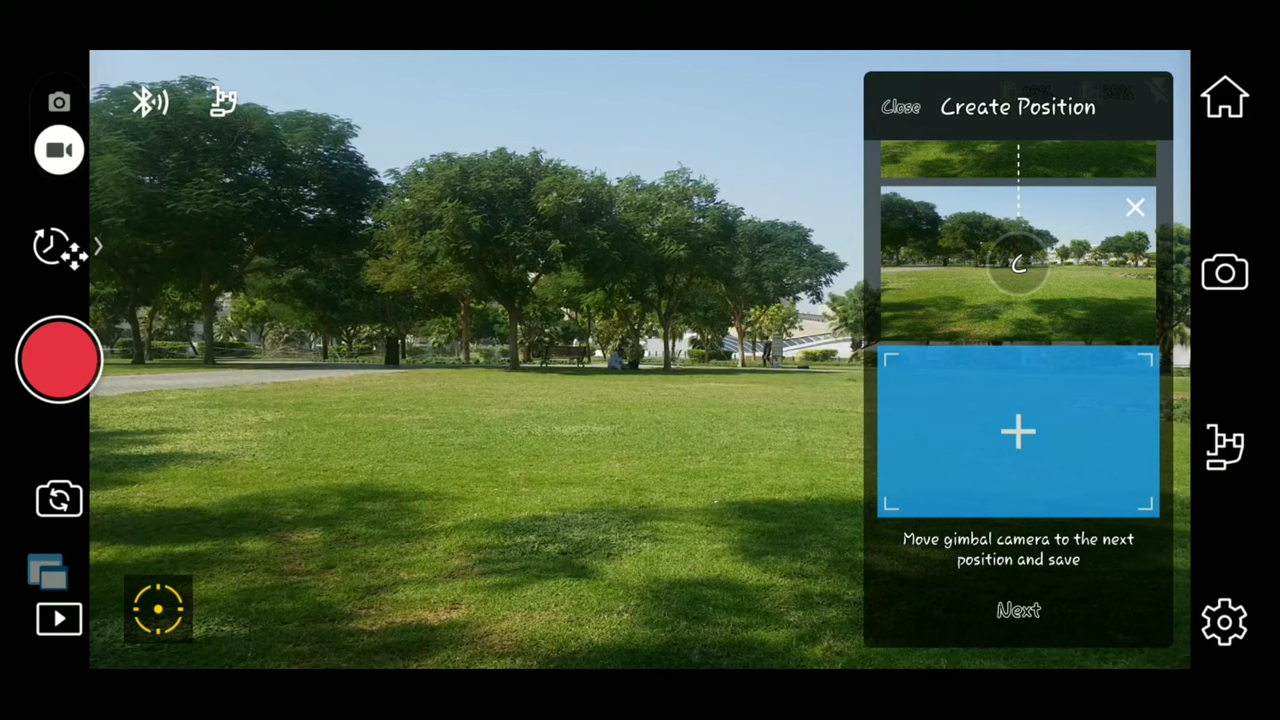 Close Create Position
C
Move gimbal camera to the next
position and save
Next